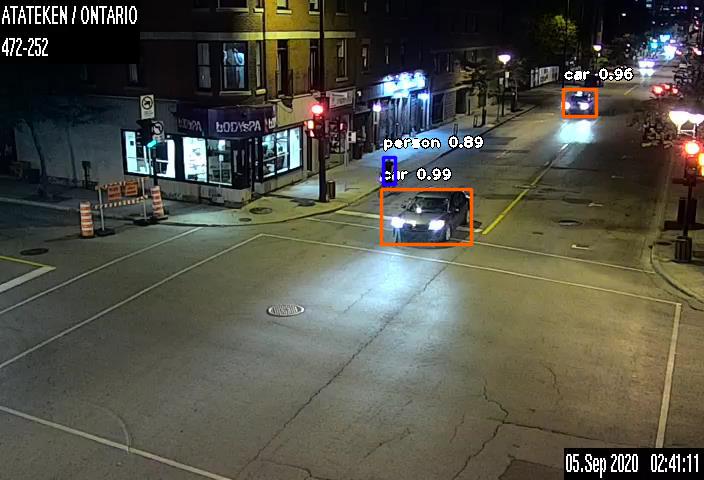 ATATEKEN / ONTARIO
472-252
car 0.96
person 0.89
car 0.99
BODYSPA
05.Sep 2020 02:41:11